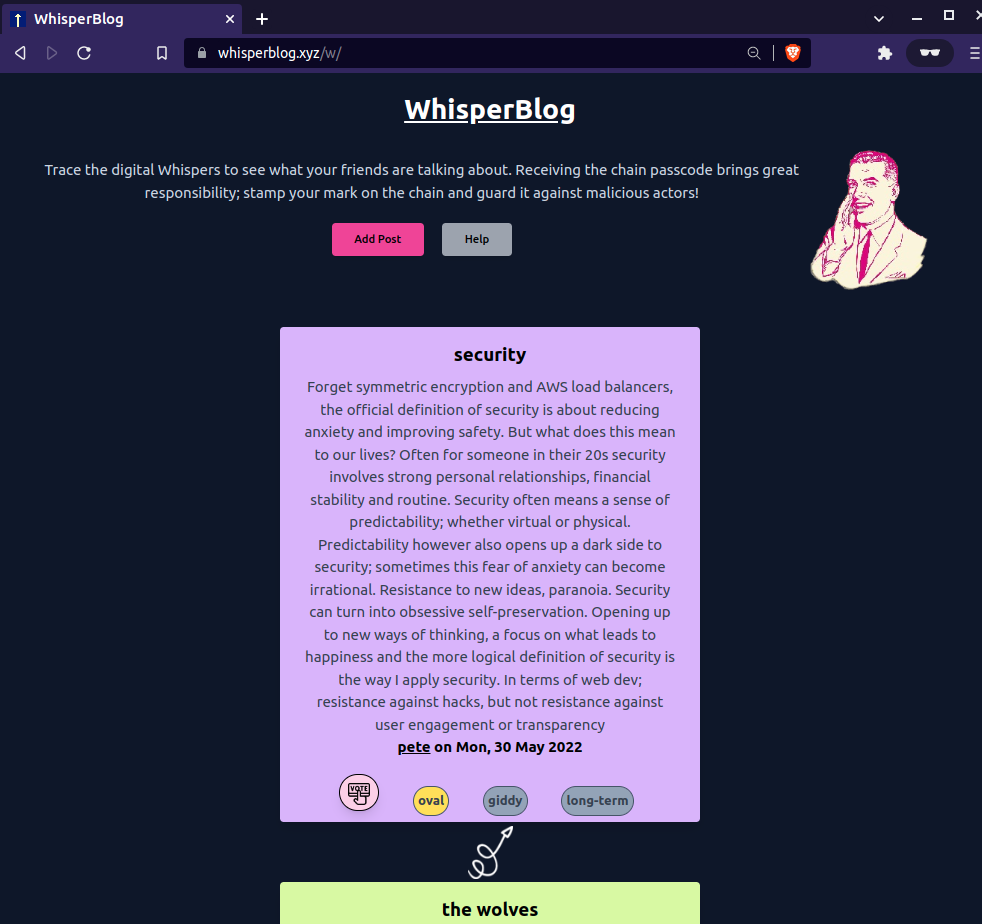 WhisperBlog
whisperblog.xyz/w/
WhisperBlog
Trace the digital Whispers to see what your friends are talking about. Receiving the chain passcode brings great
responsibility; stamp your mark on the chain and guard it against malicious actors!
Add Post
Help
security
Forget symmetric encryption and AWS load balancers,
the official definition of security is about reducing
anxiety and improving safety. But what does this mean
to our lives? Often for someone in their 20s security
involves strong personal relationships, financial
stability and routine. Security often means a sense of
predictability; whether virtual or physical.
Predictability however also opens up a dark side to
security; sometimes this fear of anxiety can become
irrational. Resistance to new ideas, paranoia. Security
can turn into obsessive self-preservation. Opening up
to new ways of thinking, a focus on what leads to
happiness and the more logical definition of security is
the way I apply security. In terms of web dev;
resistance against hacks, but not resistance against
user engagement or transparency
pete on Mon, 30 May 2022
VOTE
oval
giddy
long-term
the wolves